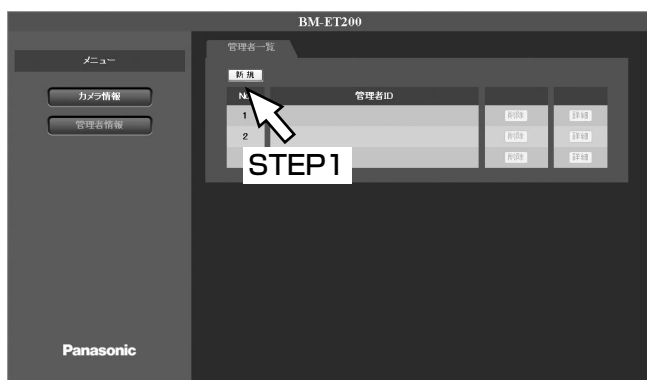 BM-ET200
メニュー
カメラ情報
管理者情報
管理者一覧
新規
管理者ID
1
削除 詳細
2
削除 詳細
STEP1
削除 詳細
Panasonic